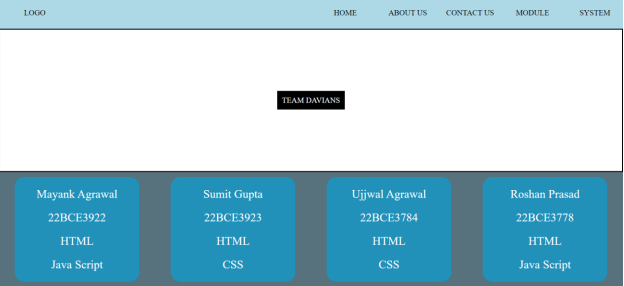 LOGO HOME ABOUT US CONTACT US MODULE SYSTEM
TEAM DAVIANS
Mayank Agrawal
22BCE3922
HTML
Java Script
Sumit Gupta
22BCE3923
HTML
CSS
Ujjwal Agrawal
22BCE3784
HTML
CSS
Roshan Prasad
22BCE3778
HTML
Java Script